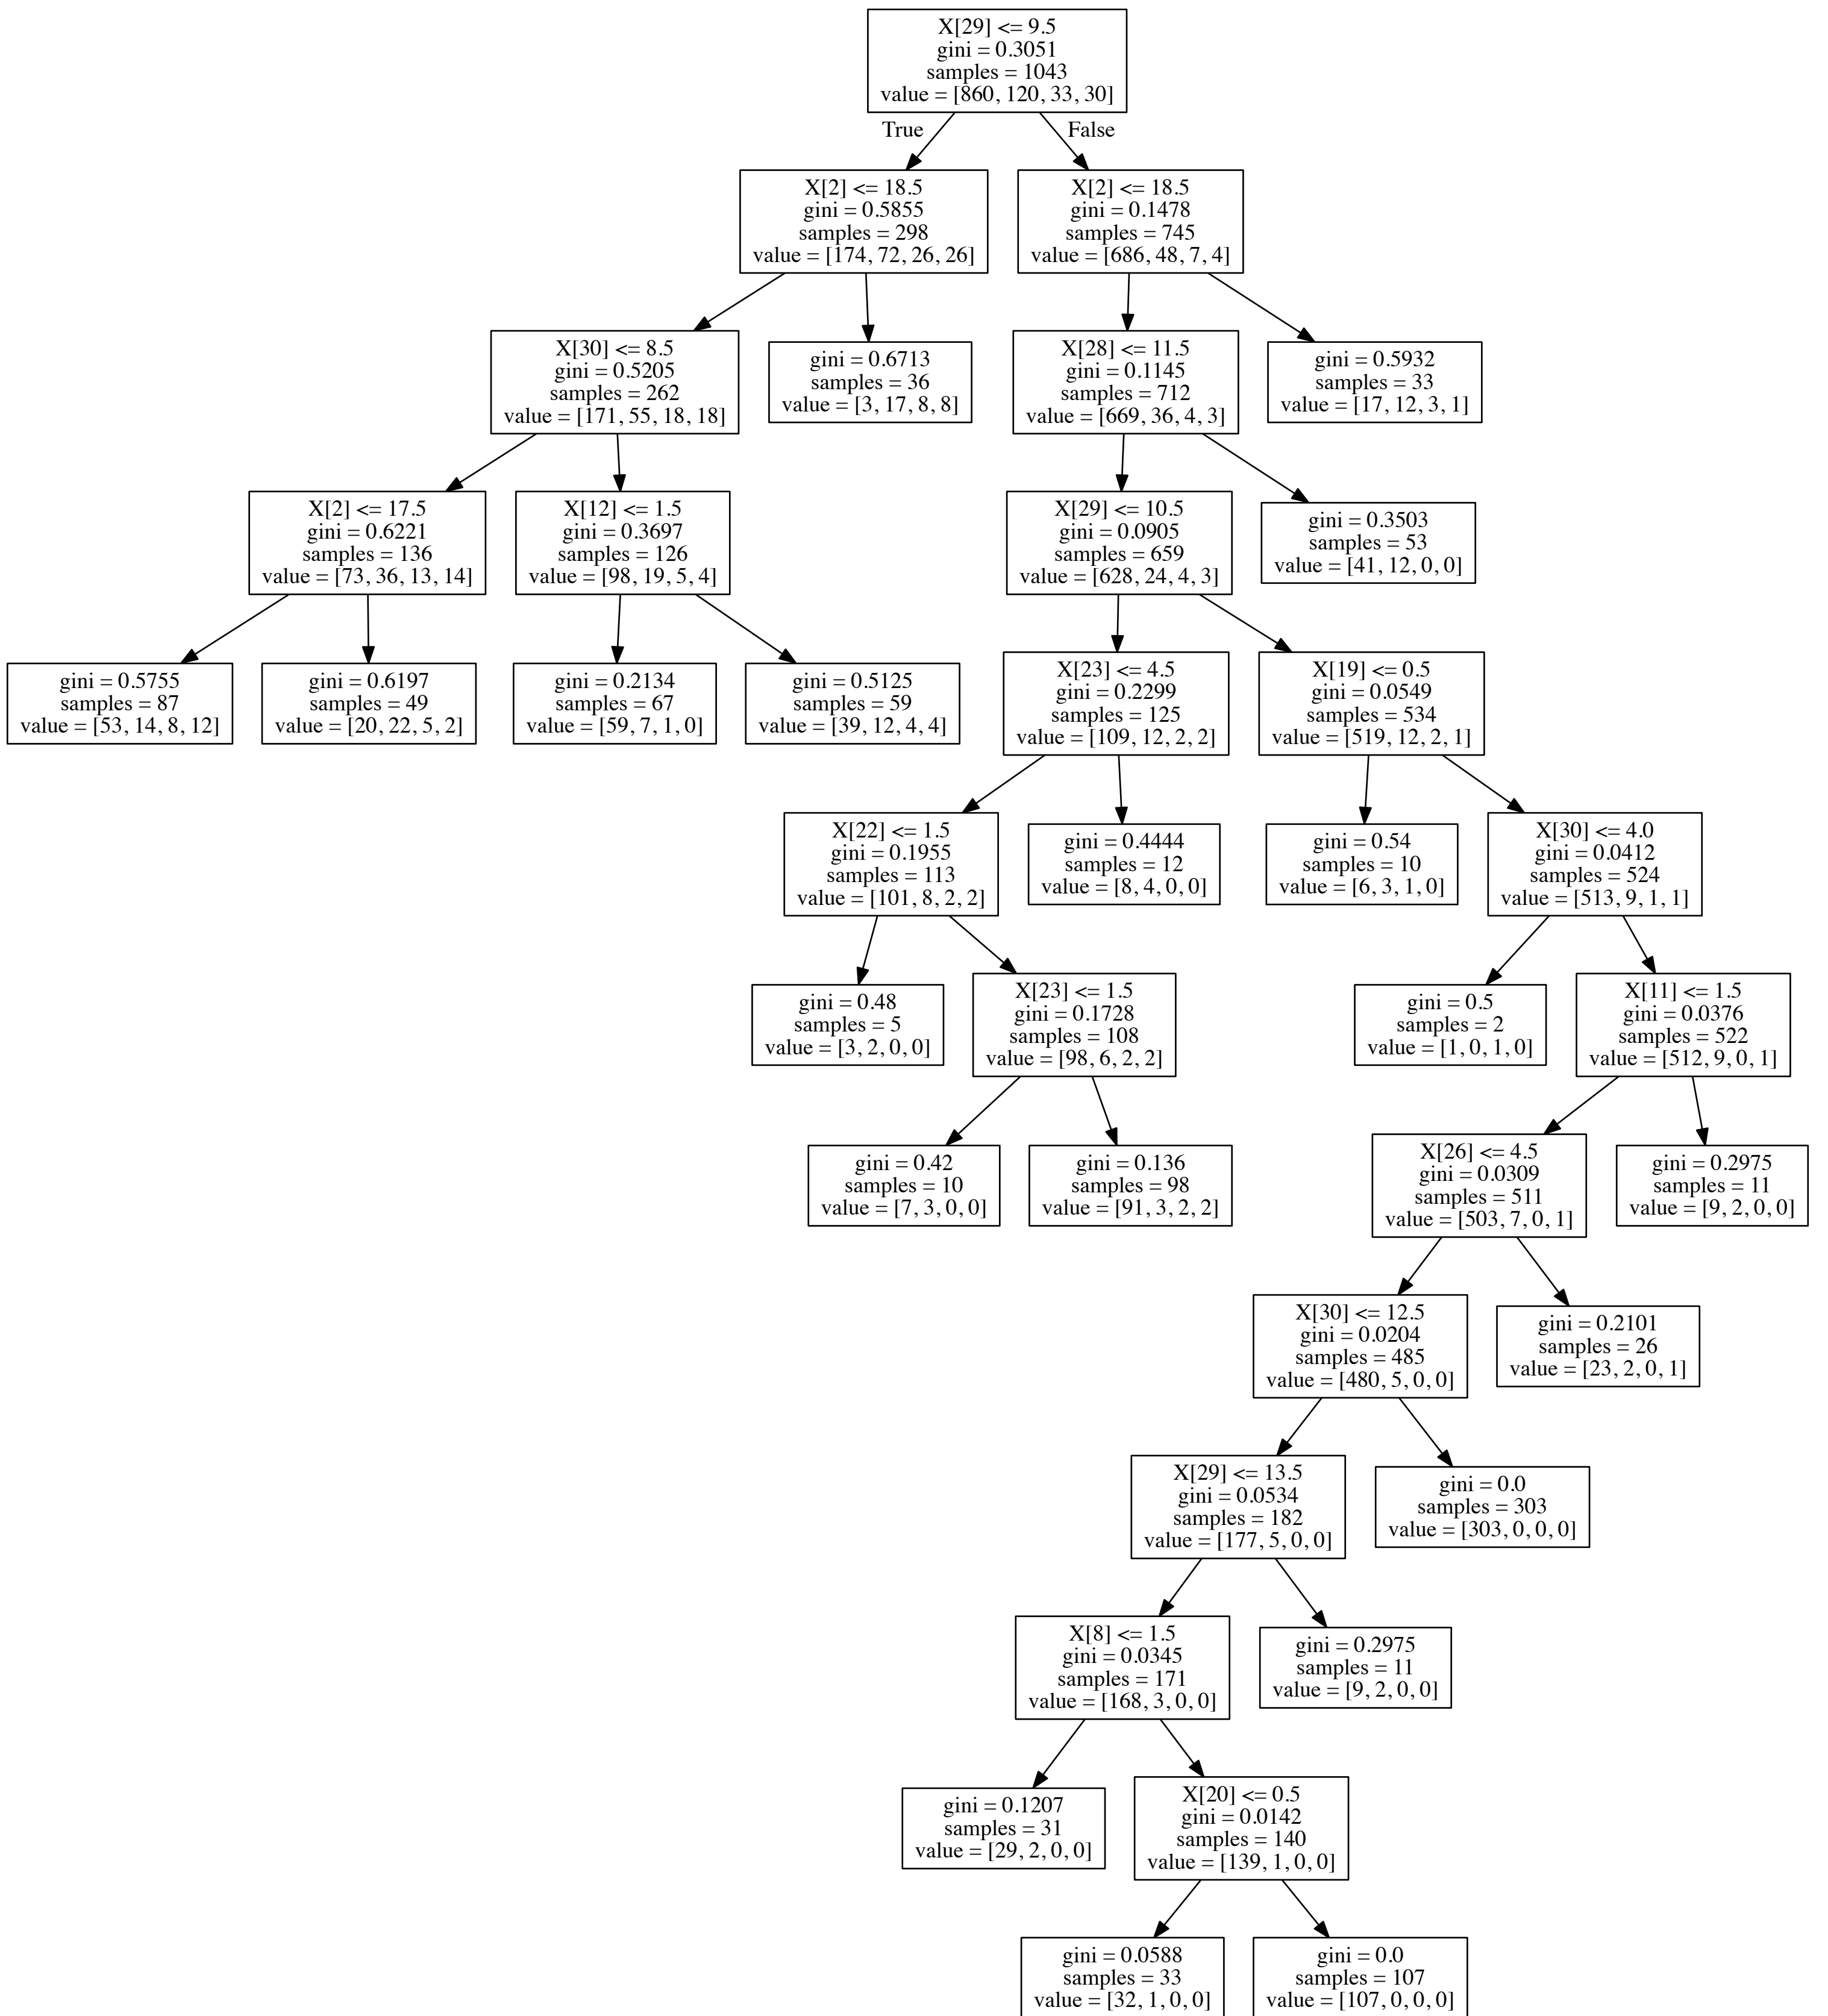 X[29] <= 9.5
gini = 0.3051
samples = 1043
value = [860, 120, 33, 30]
True
False
X[2] <= 18.5
gini = 0.5855
samples = 298
value = [174, 72, 26, 26]
X[2] <= 18.5
gini = 0.1478
samples = 745
value = [686, 48, 7, 4]
X[30] <= 8.5
gini = 0.5205
samples = 262
value = [171, 55, 18, 18]
gini = 0.6713
samples = 36
value = [3, 17, 8, 8]
X[28] <= 11.5
gini = 0.1145
samples = 712
value = [669, 36, 4, 3]
gini = 0.5932
samples = 33
value = [17, 12, 3, 1]
X[2] <= 17.5
gini = 0.6221
samples = 136
value = [73, 36, 13, 14]
X[12] <= 1.5
gini = 0.3697
samples = 126
value = [98, 19, 5, 4]
X[29] <= 10.5
gini = 0.0905
samples = 659
value = [628, 24, 4, 3]
gini = 0.3503
samples = 53
value = [41, 12, 0, 0]
gini = 0.5755
samples = 87
value = [53, 14, 8, 12]
gini = 0.6197
samples = 49
value = [20, 22, 5, 2]
gini = 0.2134
samples = 67
value = [59, 7, 1, 0]
gini = 0.5125
samples = 59
value = [39, 12, 4, 4]
X[23] <= 4.5
gini = 0.2299
samples = 125
value = [109, 12, 2, 2]
X[19] <= 0.5
gini = 0.0549
samples = 534
value = [519, 12, 2, 1]
X[22] <= 1.5
gini = 0.1955
samples = 113
value = [101, 8, 2, 2]
gini = 0.4444
samples = 12
value = [8, 4, 0, 0]
gini = 0.54
samples = 10
value = [6, 3, 1, 0]
X[30] <= 4.0
gini = 0.0412
samples = 524
value = [513, 9, 1, 1]
gini = 0.48
samples = 5
value = [3, 2, 0, 0]
X[23] <= 1.5
gini = 0.1728
samples = 108
value = [98, 6, 2, 2]
gini = 0.5
samples = 2
value = [1, 0, 1, 0]
X[11] <= 1.5
gini = 0.0376
samples = 522
value = [512, 9, 0, 1]
gini = 0.42
samples = 10
value = [7, 3, 0, 0]
gini = 0.136
samples = 98
value = [91, 3, 2, 2]
X[26] <= 4.5
gini = 0.0309
samples = 511
value = [503, 7, 0, 1]
gini = 0.2975
samples = 11
value = [9, 2, 0, 0]
X[30] <= 12.5
gini = 0.0204
samples = 485
value = [480, 5, 0, 0]
gini = 0.2101
samples = 26
value = [23, 2, 0, 1]
X[29] <= 13.5
gini = 0.0534
samples = 182
value = [177, 5, 0, 0]
gini = 0.0
samples = 303
value = [303, 0, 0, 0]
X[8] <= 1.5
gini = 0.0345
samples = 171
value = [168, 3, 0, 0]
gini = 0.2975
samples = 11
value = [9, 2, 0, 0]
gini = 0.1207
samples = 31
value = [29, 2, 0, 0]
X[20] <= 0.5
gini = 0.0142
samples = 140
value = [139, 1, 0, 0]
gini = 0.0588
samples = 33
value = [32, 1, 0, 0]
gini = 0.0
samples = 107
value = [107, 0, 0, 0]